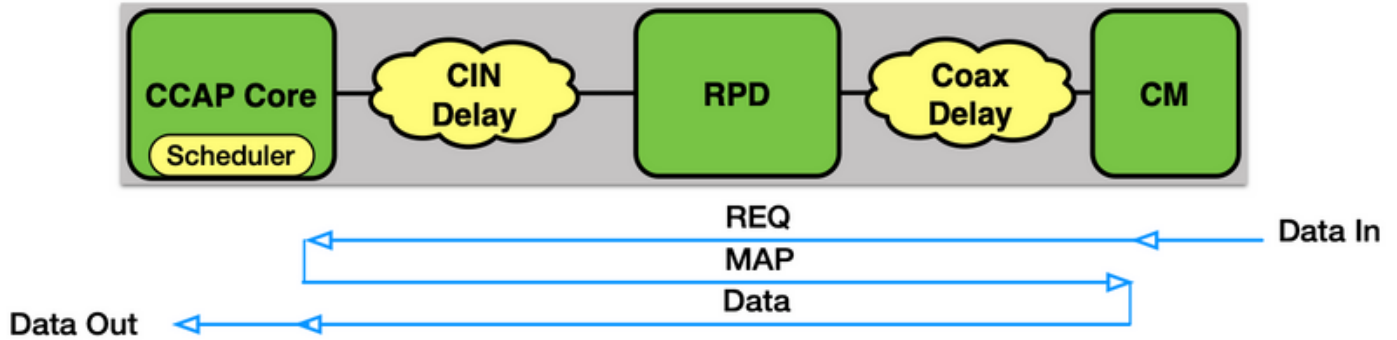 CCAP Core
Scheduler
CIN
Delay
RPD
Coax
Delay
CM
REQ
Data In
MAP
Data
Data Out